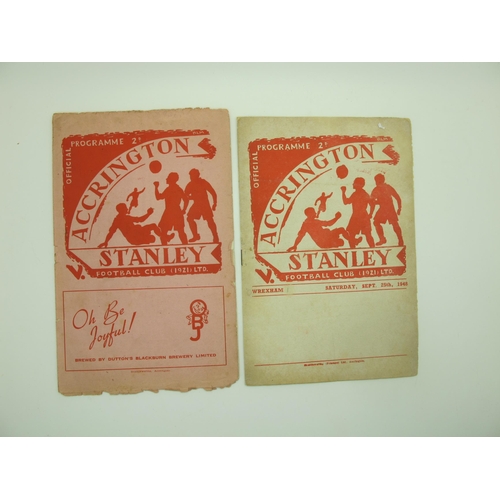 OFFICIAL PROGRAMME 2ᴰ
ACCRINGTON
STANLEY
FOOTBALL CLUB (1921) LTD.
Oh Be
Joyful!
OBJ
BREWED BY DUTTON'S BLACKBURN BREWERY LIMITED
OFFICIAL PROGRAMME 2ᴰ
ACCRINGTON
V. STANLEY
FOOTBALL CLUB (1921) LTD.
WREXHAM : SATURDAY, SEPT.